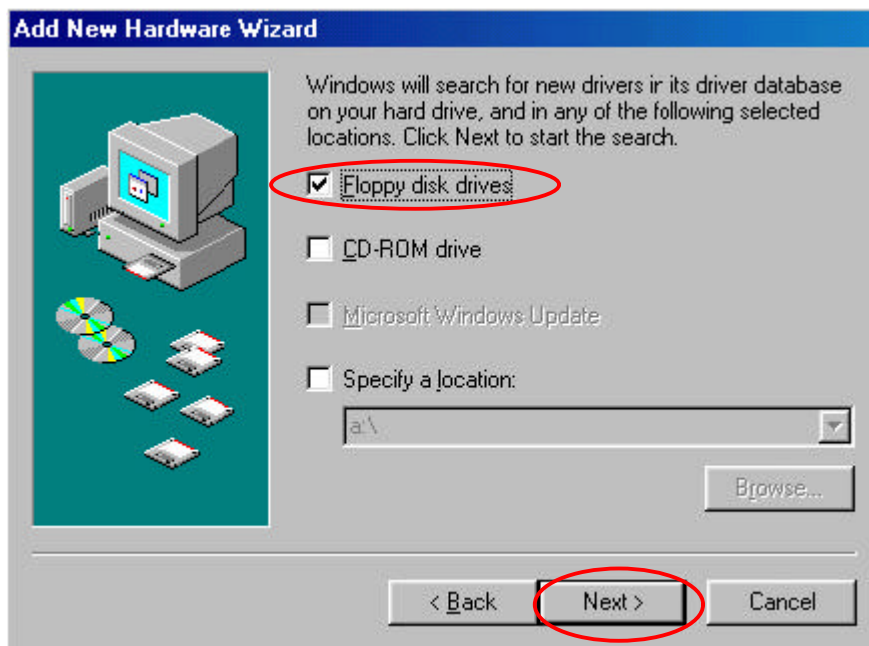 Add New Hardware Wizard
Windows will search for new drivers in its driver database
on your hard drive, and in any of the following selected
locations. Click Next to start the search.
Floppy disk drives
CD-ROM drive
Microsoft Windows Update
Specify a location:
a:\
Browse...
< Back Next > Cancel